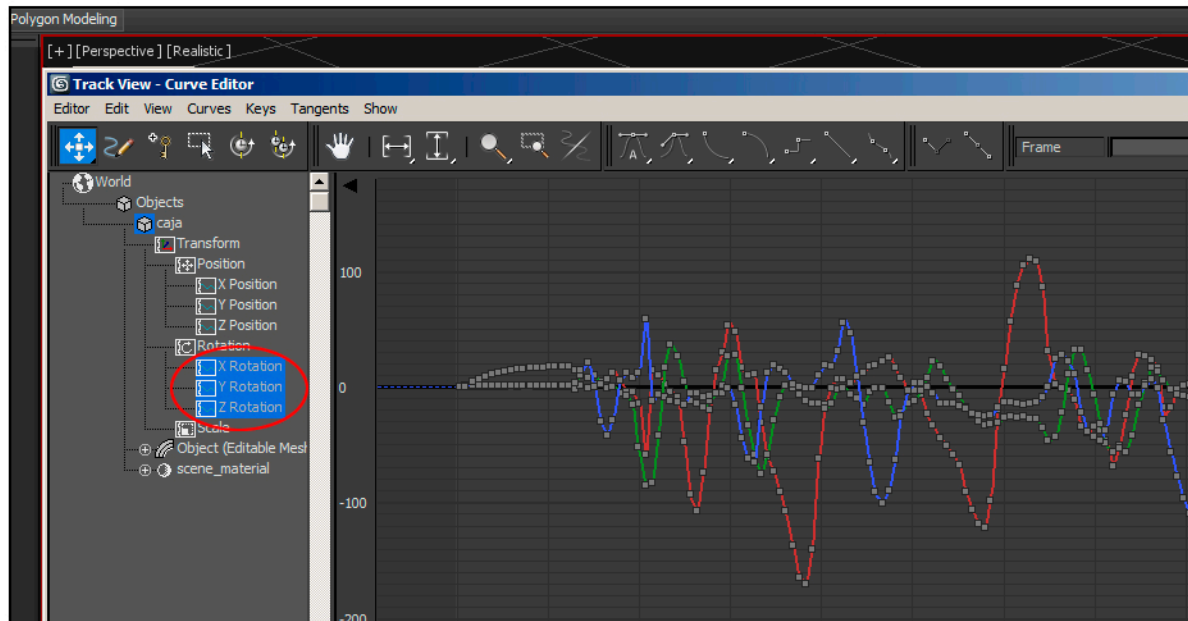 Polygon Modeling
[+][Perspective][Realistic]
Track View - Curve Editor
Editor Edit View Curves Keys Tangents Show
Frame
World
Objects
caja
Transform
Position
X Position
Y Position
Z Position
Rotation
X Rotation
Y Rotation
Z Rotation
Scale
Object (Editable Mesh
scene_material
100
0
-100
-200